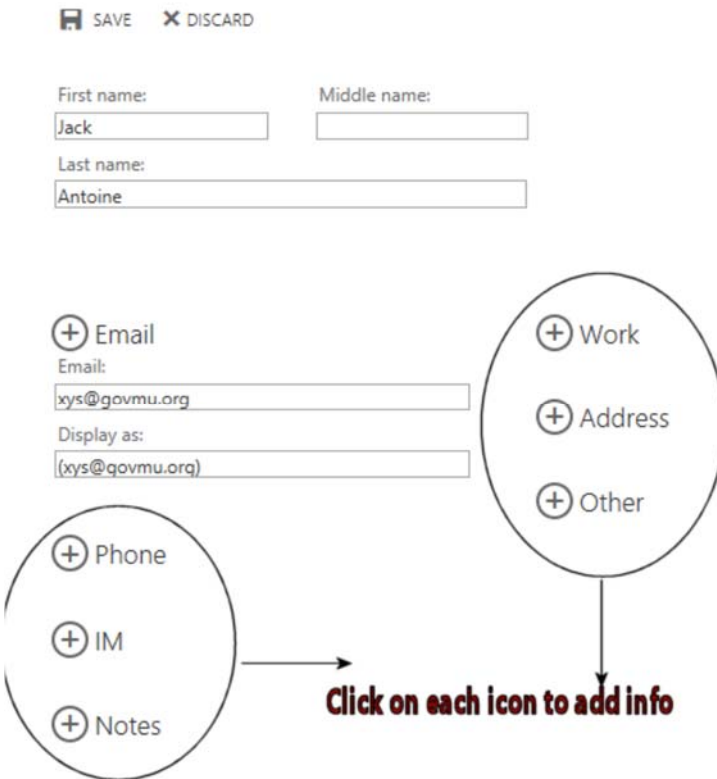 SAVE DISCARD
First name: Middle name:
Jack
Last name:
Antoine
Email Work
Email:
xys@govmu.org
Address
Display as:
(xys@govmu.org)
Other
Phone
IM
Click on each icon to add info
Notes